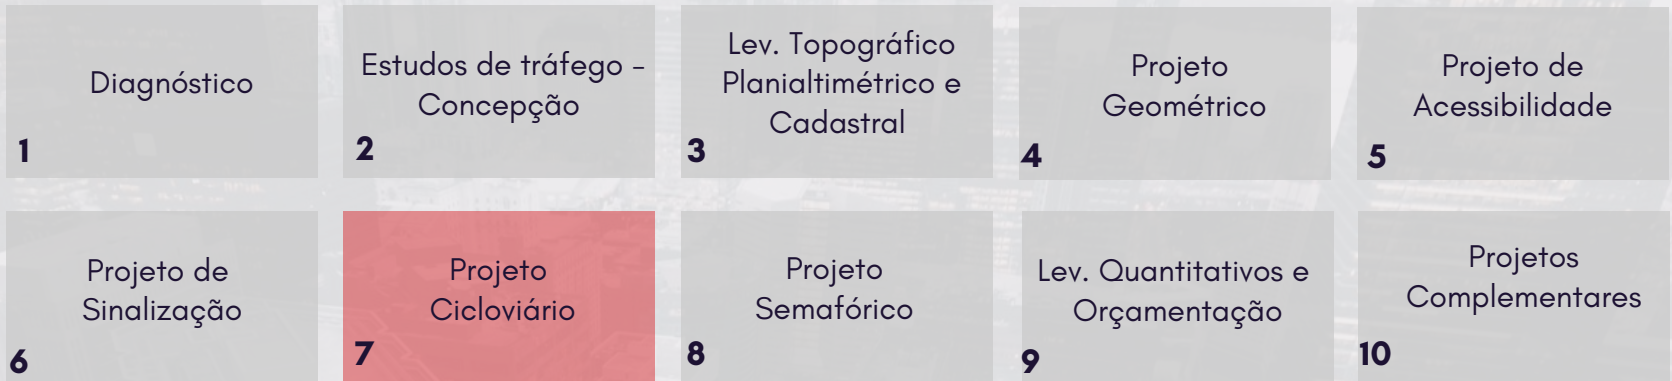 Diagnóstico
1
Estudos de tráfego -
Concepção
2
Lev. Topográfico
Planialtimétrico e
Cadastral
3
Projeto
Geométrico
4
Projeto de
Acessibilidade
5
Projeto de
Sinalização
6
Projeto
Cicloviário
7
Projeto
Semafórico
8
Lev. Quantitativos e
Orçamentação
9
Projetos
Complementares
10